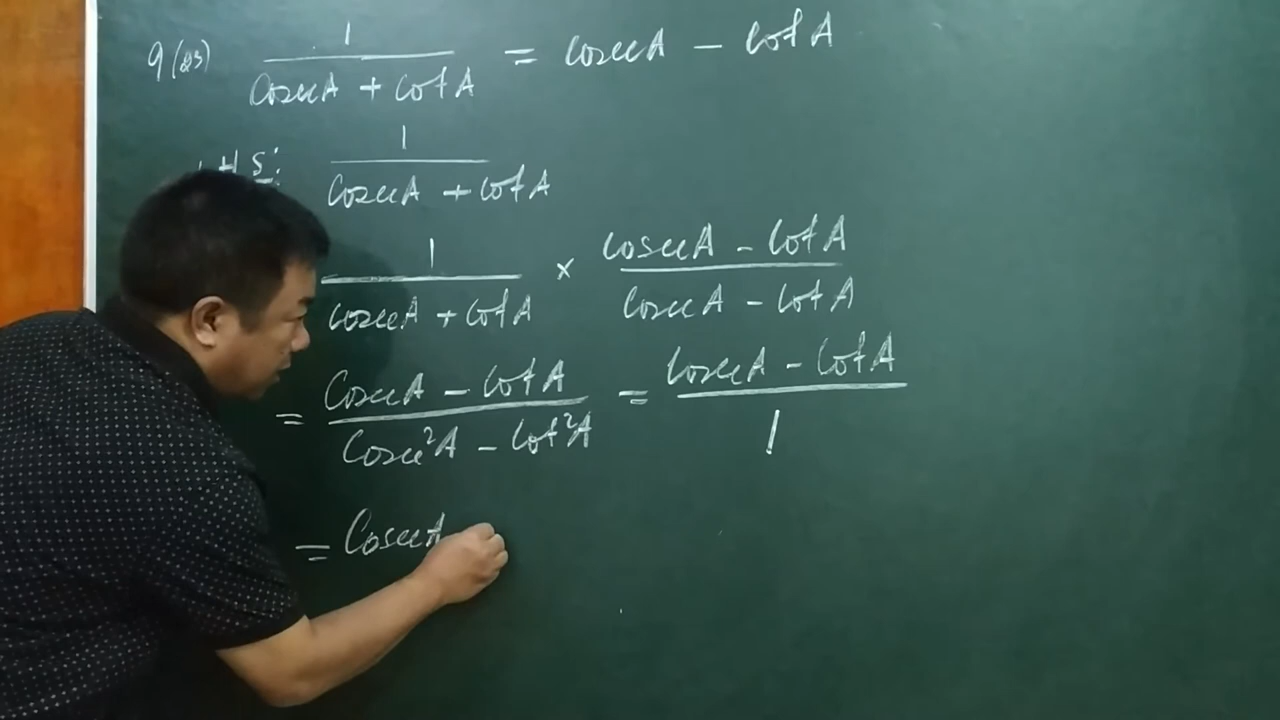 9(23) 1/(CosecA + CotA) = cosecA - CotA
LHS: 1/(CosecA + CotA)
1/(cosecA + CotA) × (cosecA - CotA)/(cosecA - CotA)
= (CosecA - CotA)/(Cosec²A - Cot²A) = (CosecA - CotA)/1
= CosecA